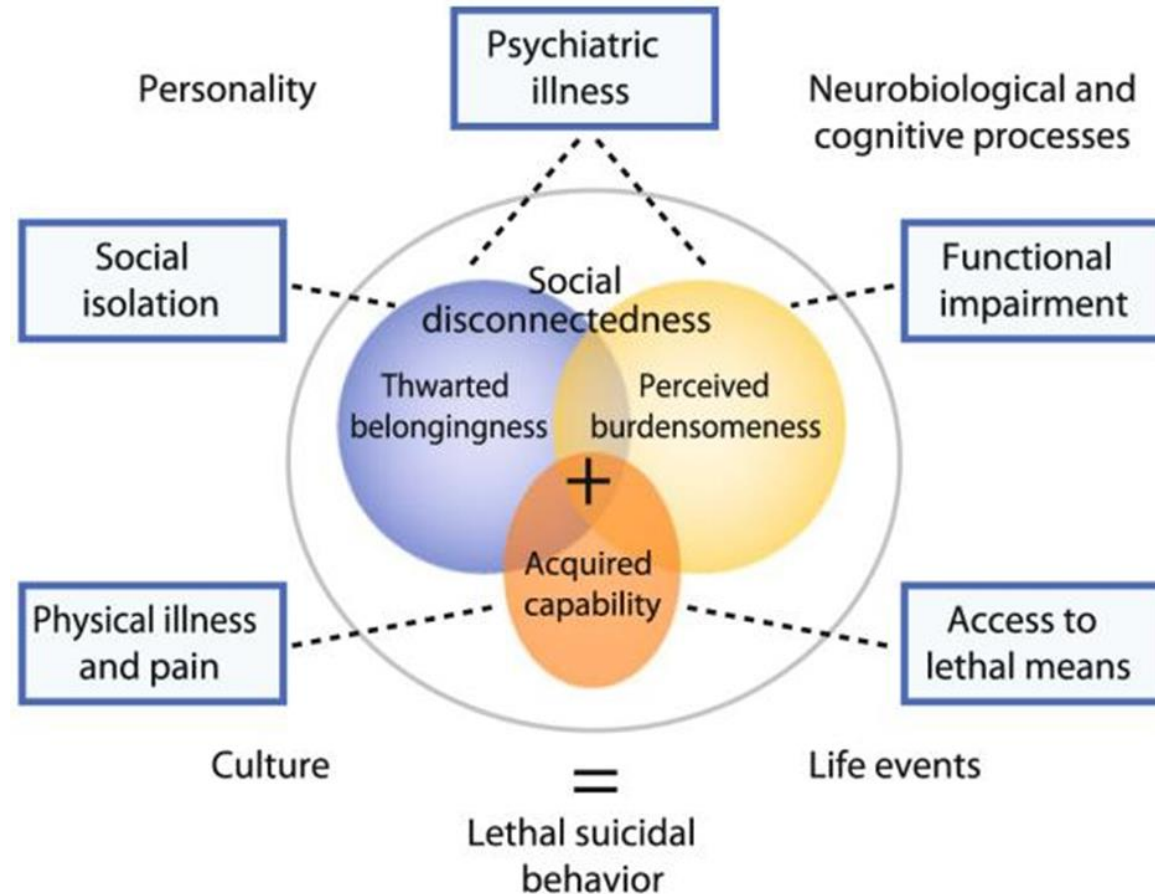 Psychiatric
illness
Personality
Neurobiological and
cognitive processes
Social
isolation
Functional
impairment
Social
disconnectedness
Thwarted
belongingness
Perceived
burdensomeness
+
Acquired
capability
Physical illness
and pain
Access to
lethal means
Culture
Life events
=
Lethal suicidal
behavior